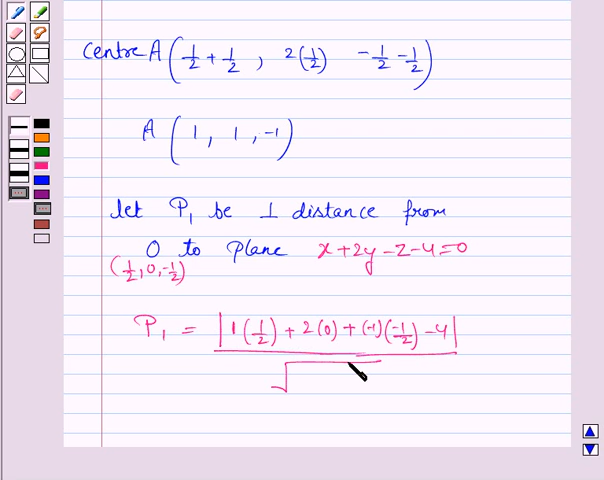 Centre A ( 1/2 + 1/2 , 2(1/2) -1/2 - 1/2 )
A ( 1 , 1 , -1 )
let P₁ be ⊥ distance from
O to plane x + 2y - z - 4 = 0
(1/2, 0, -1/2)
P₁ = |1(1/2) + 2(0) + (-1)(-1/2) - 4|
√